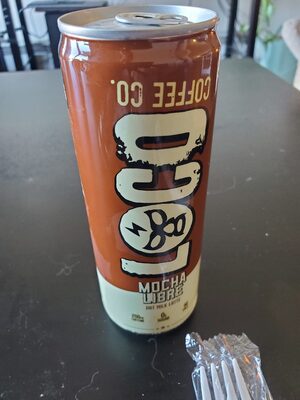 LOCO
COFFEE CO.
MOCHA
LIBRE
OAT MILK LATTE